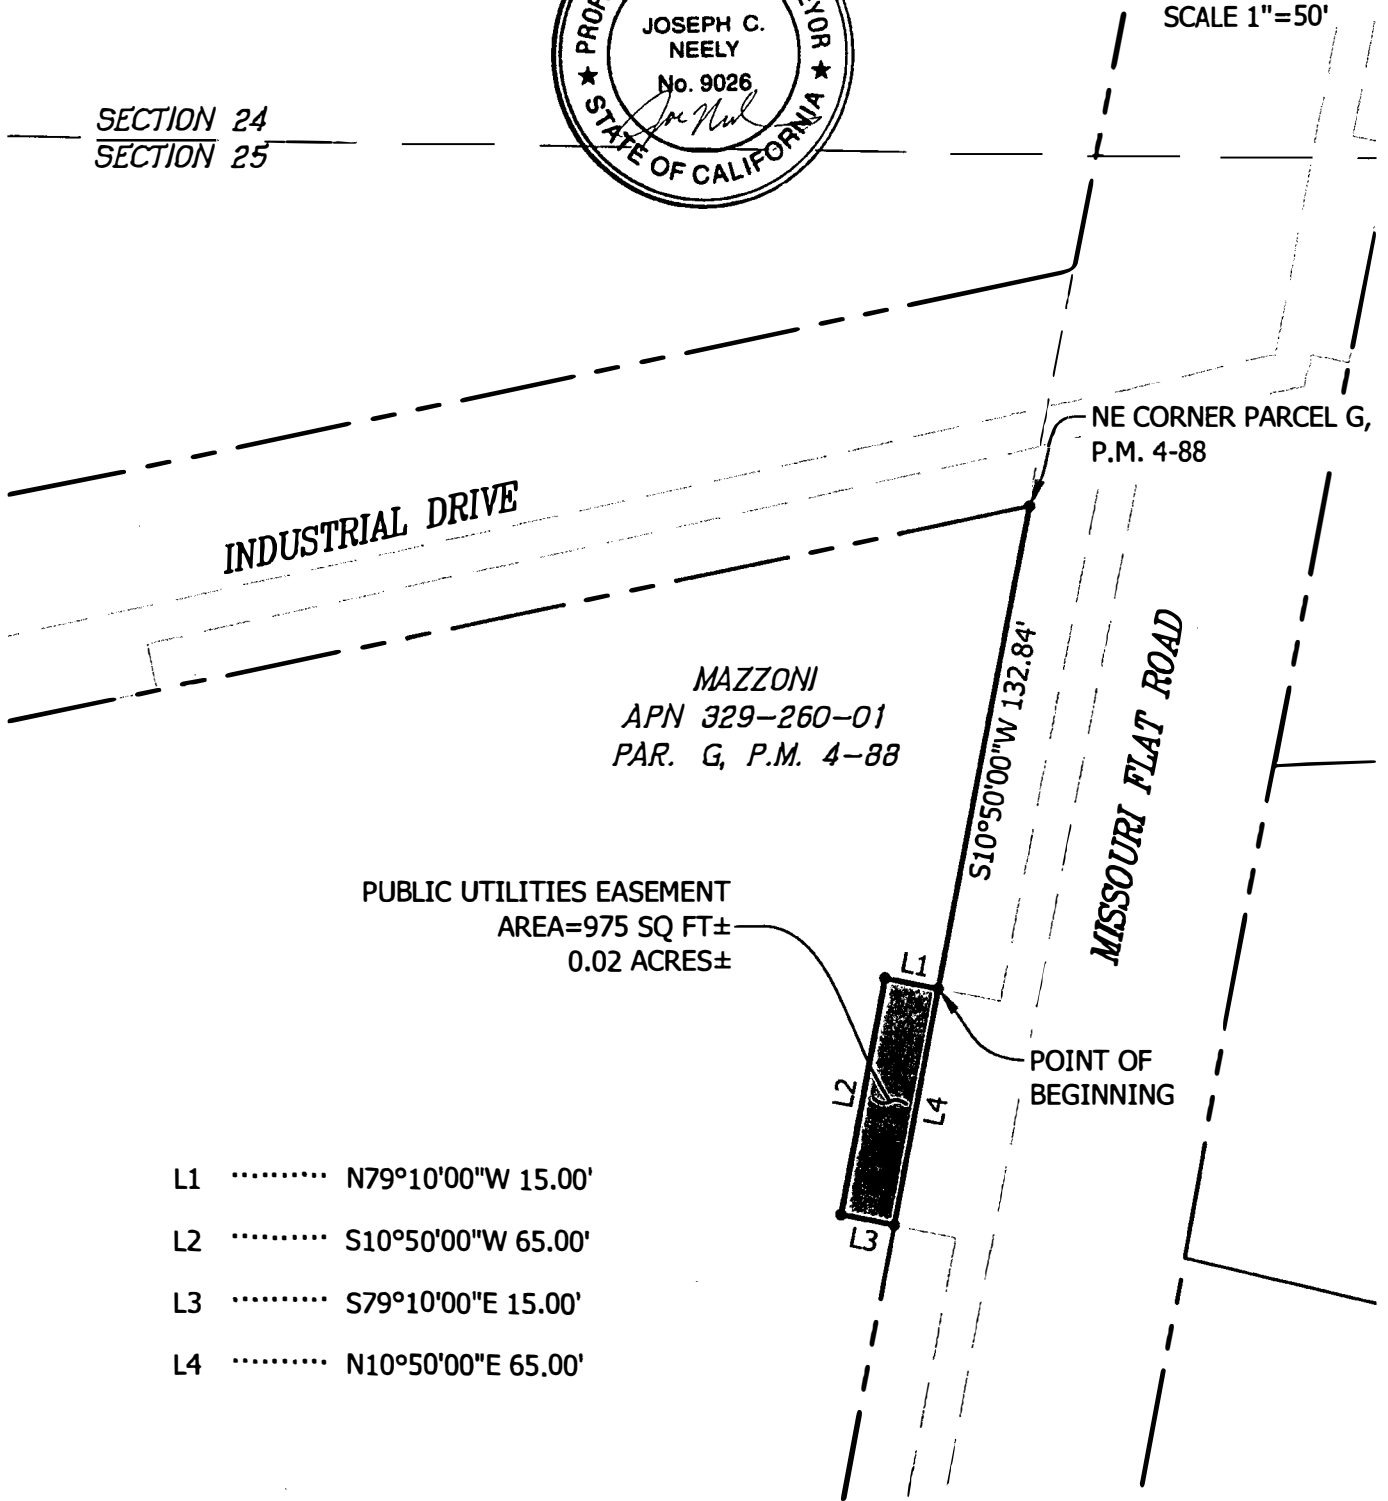 SCALE 1"=50'
JOSEPH C.
NEELY
No. 9026
★ STATE OF CALIFORNIA ★
SECTION 24
SECTION 25
NE CORNER PARCEL G,
P.M. 4-88
INDUSTRIAL DRIVE
MAZZONI
APN 329-260-01
PAR. G, P.M. 4-88
S10°50'00"W 132.84'
MISSOURI FLAT ROAD
PUBLIC UTILITIES EASEMENT
AREA=975 SQ FT±
0.02 ACRES±
L1
POINT OF
BEGINNING
L2
L4
L3
L1 .......... N79°10'00"W 15.00'
L2 .......... S10°50'00"W 65.00'
L3 .......... S79°10'00"E 15.00'
L4 .......... N10°50'00"E 65.00'